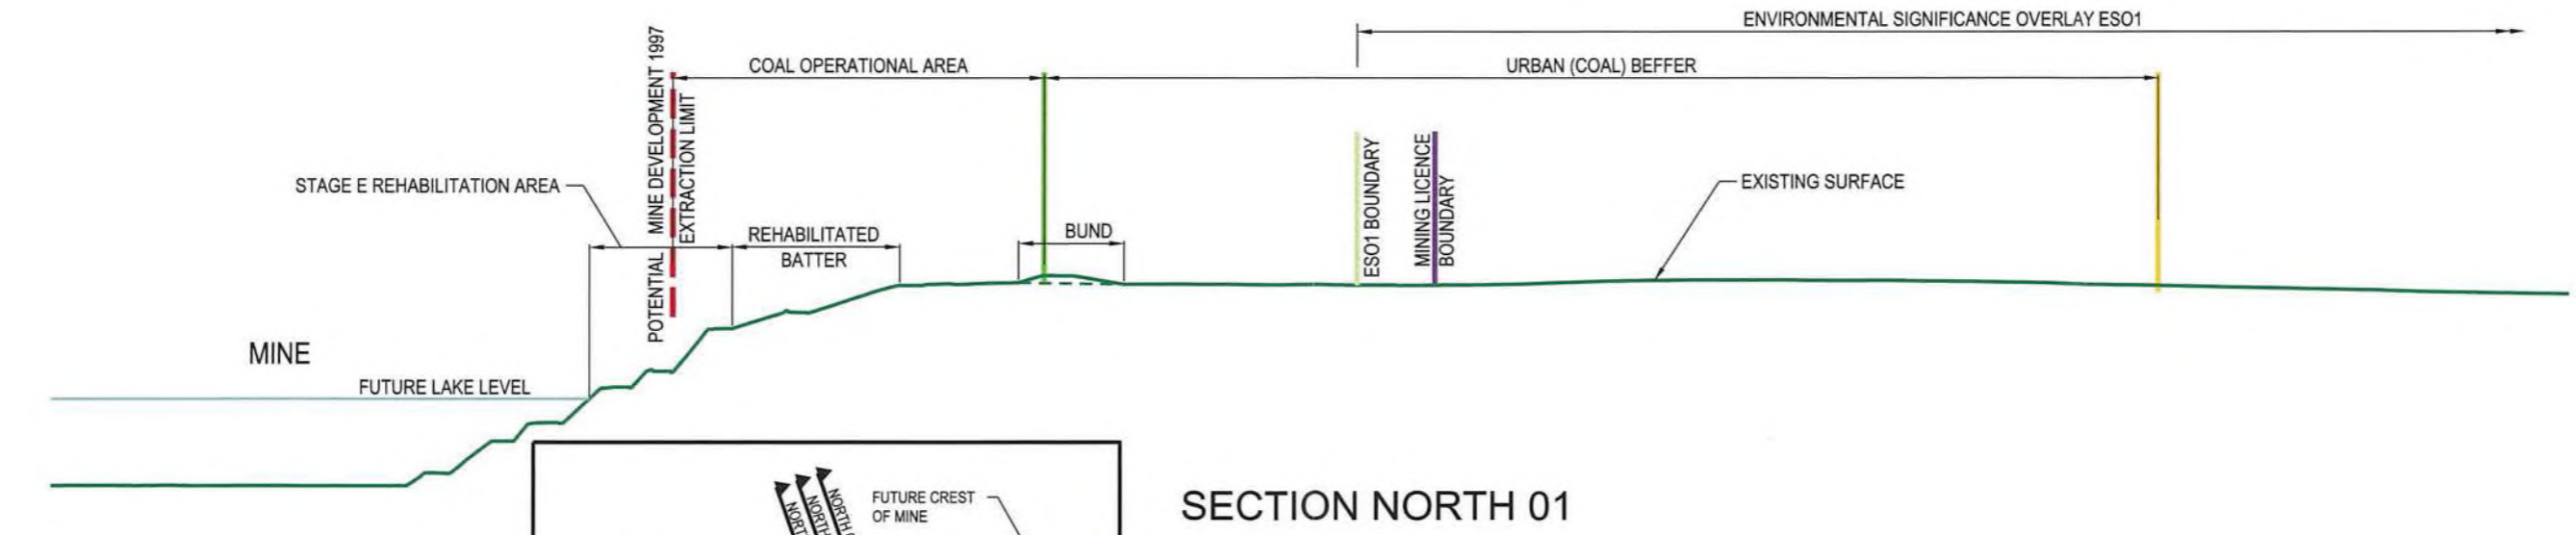 ENVIRONMENTAL SIGNIFICANCE OVERLAY ESO1
COAL OPERATIONAL AREA
URBAN (COAL) BEFFER
POTENTIAL MINE DEVELOPMENT 1997
EXTRACTION LIMIT
STAGE E REHABILITATION AREA
REHABILITATED
BATTER
BUND
ESO1 BOUNDARY
MINING LICENCE
BOUNDARY
EXISTING SURFACE
MINE
FUTURE LAKE LEVEL
FUTURE CREST
OF MINE
SECTION NORTH 01